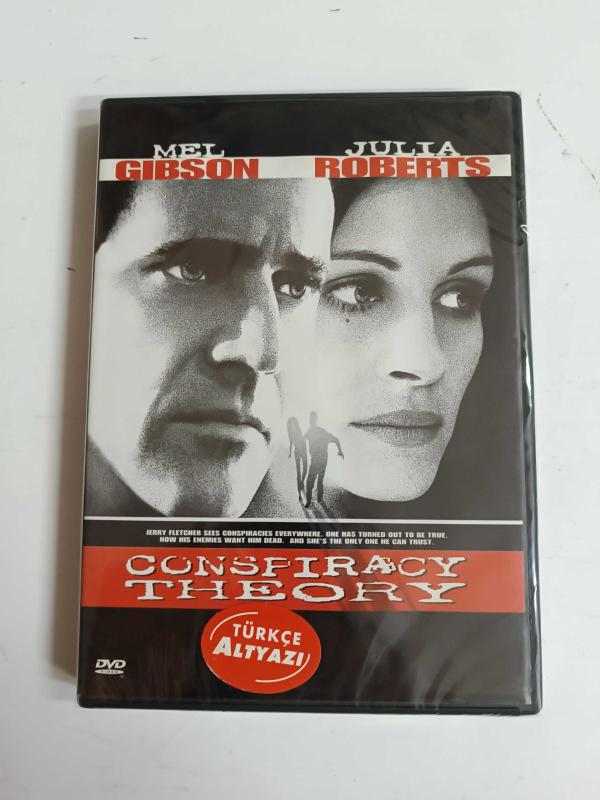 MEL JULIA
GIBSON ROBERTS
JERRY FLETCHER SEES CONSPIRACIES EVERYWHERE. ONE HAS TURNED OUT TO BE TRUE.
NOW HIS ENEMIES WANT HIM DEAD. AND SHE'S THE ONLY ONE HE CAN TRUST.
CONSPIRACY
THEORY
TÜRKÇE
ALTYAZI
DVD
VIDEO